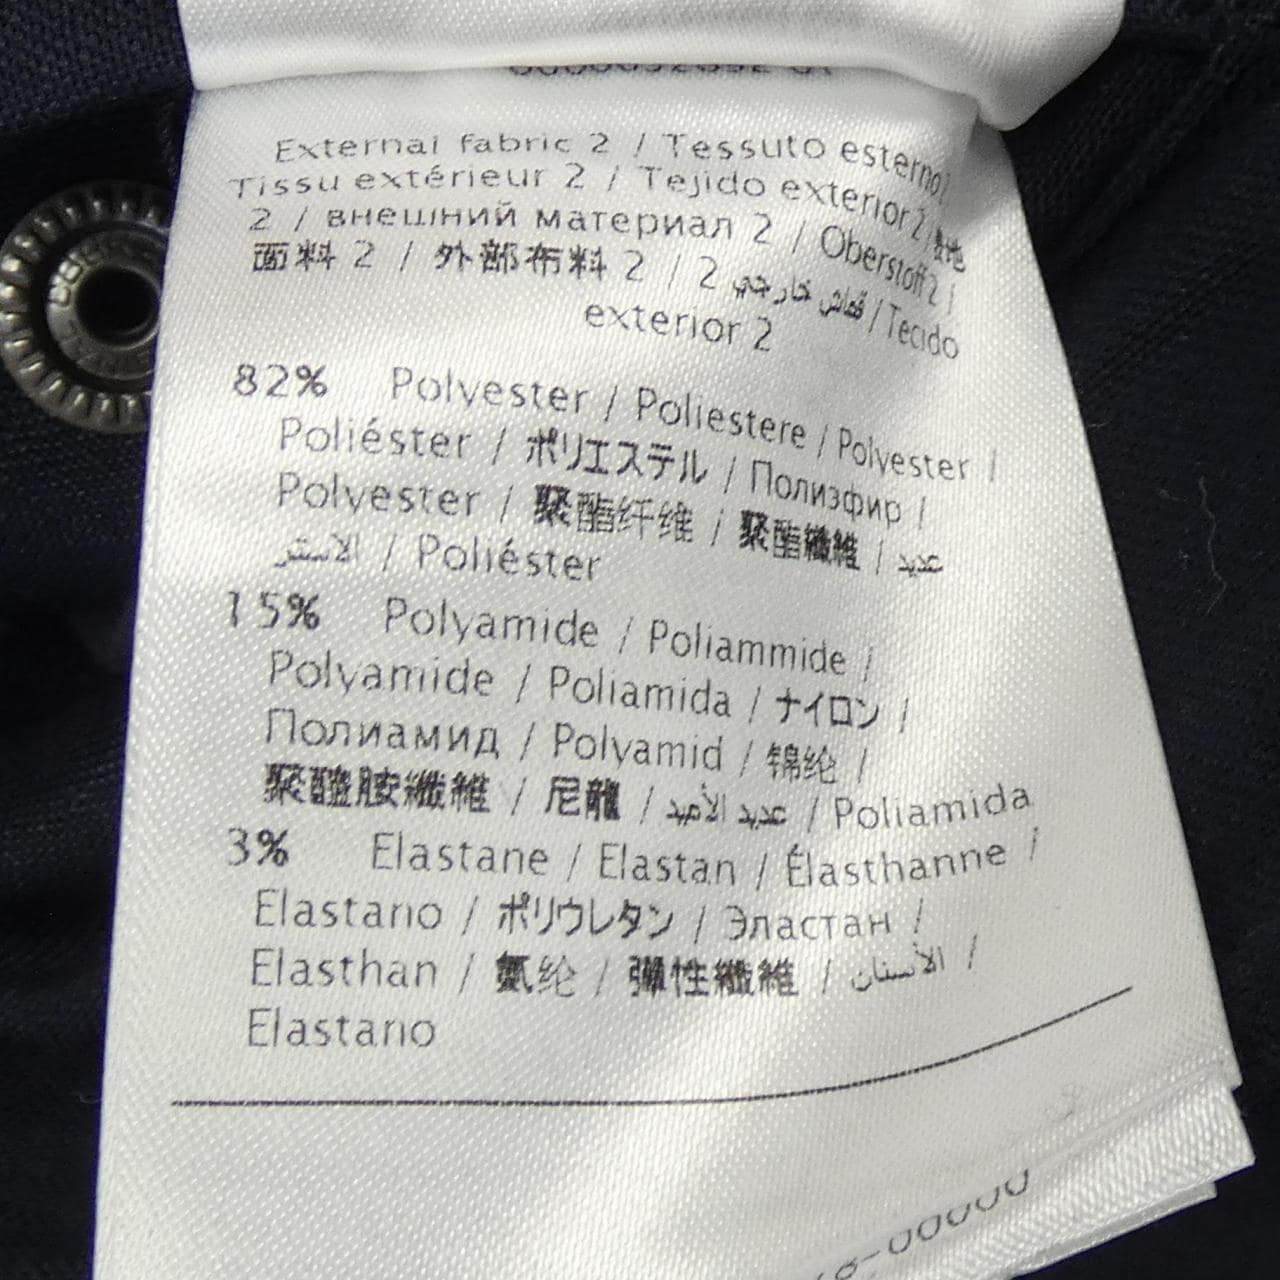 External fabric 2 / Tessuto esterno
Tissu extérieur 2 / Tejido exterior 2 / 表地
2 / внешний материал 2 / Oberstoff 2 /
面料 2 / 外部布料 2 / 2 قماش خارجي / Tecido
exterior 2
82% Polyester / Poliestere / Polyester /
Poliéster / ポリエステル / Полиэфир /
Polyester / 聚酯纤维 / 聚酯纖維 / عديد
الاستر / Poliéster
15% Polyamide / Poliammide /
Polyamide / Poliamida / ナイロン /
Полиамид / Polyamid / 锦纶 /
聚醯胺纖維 / 尼龍 / عديد الأميد / Poliamida
3% Elastane / Elastan / Élasthanne /
Elastano / ポリウレタン / Эластан /
Elasthan / 氨纶 / 彈性纖維 / الأستان /
Elastano
8-00000